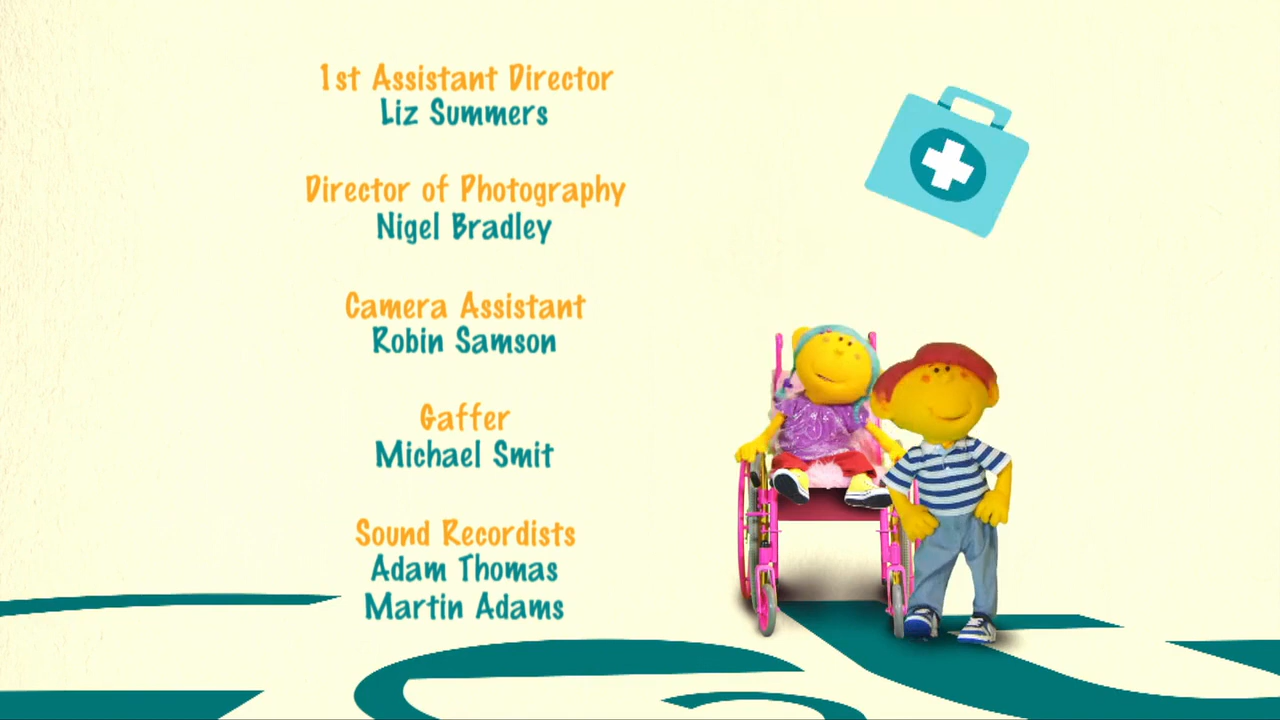 1st Assistant Director
Liz Summers
Director of Photography
Nigel Bradley
Camera Assistant
Robin Samson
Gaffer
Michael Smit
Sound Recordists
Adam Thomas
Martin Adams